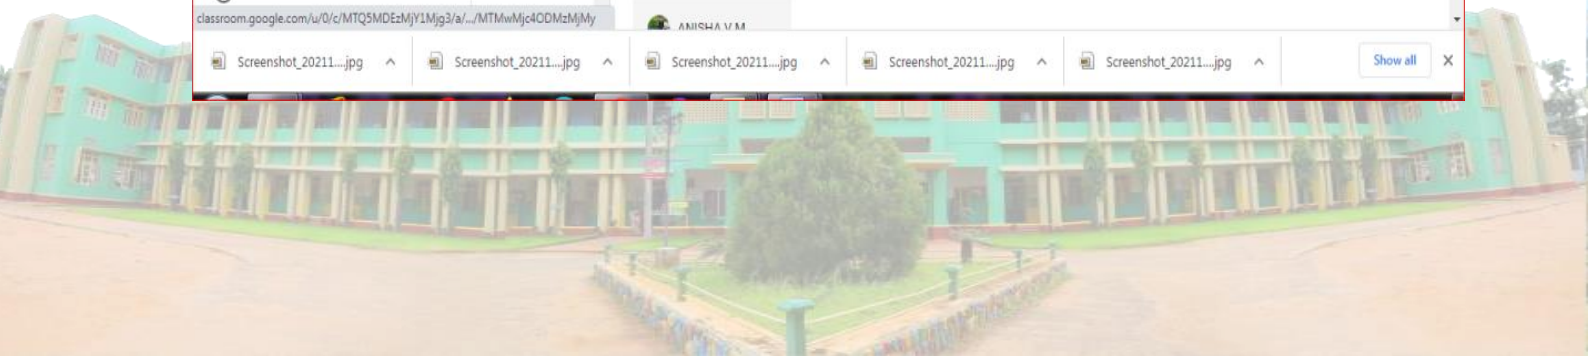 classroom.google.com/u/0/c/MTQ5MDEzMjY1Mjg3/a/.../MTMwMjc4ODMzMjMy
ANISHA V M
Screenshot_20211....jpg Screenshot_20211....jpg Screenshot_20211....jpg Screenshot_20211....jpg Screenshot_20211....jpg Show all